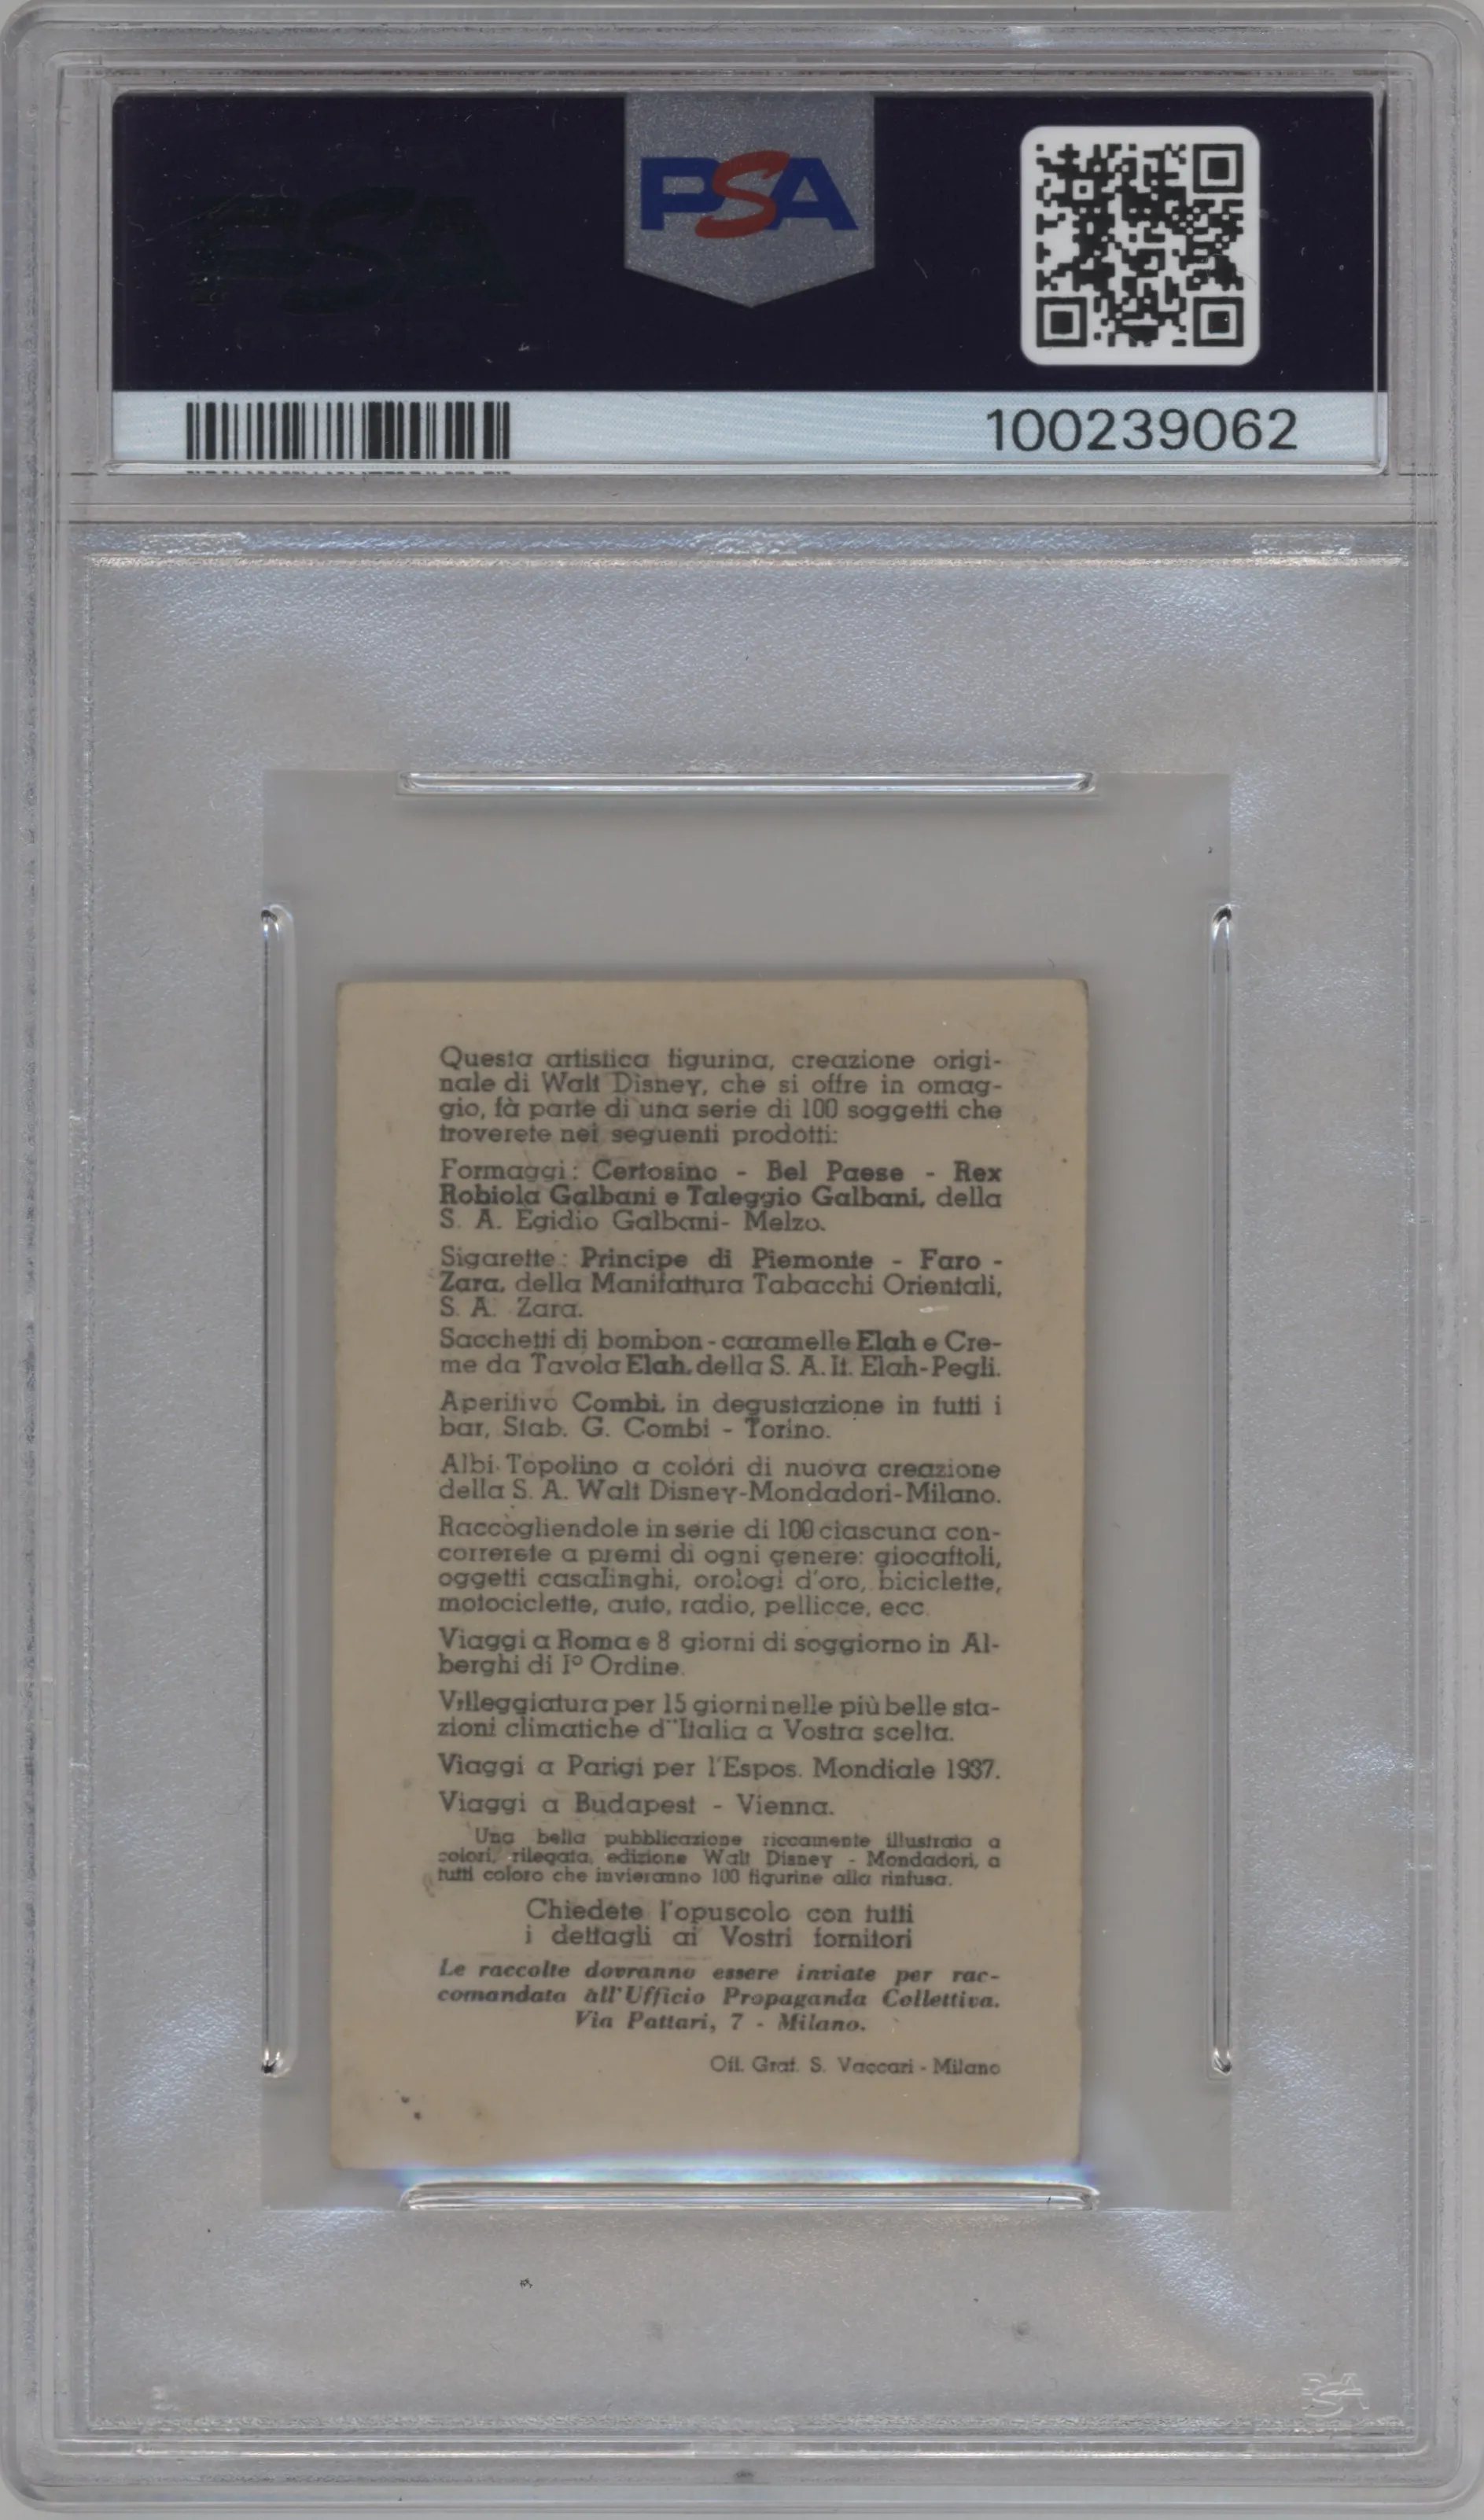 PSA
100239062
Questa artistica figurina, creazione origi-
nale di Walt Disney, che si offre in omag-
gio, fà parte di una serie di 100 soggetti che
troverete nei seguenti prodotti:
Formaggi: Certosino - Bel Paese - Rex
Robiola Galbani e Taleggio Galbani, della
S. A. Egidio Galbani- Melzo.
Sigarette: Principe di Piemonte - Faro -
Zara, della Manifattura Tabacchi Orientali,
S. A. Zara.
Sacchetti di bombon-caramelle Elah e Cre-
me da Tavola Elah, della S. A. It. Elah-Pegli.
Aperitivo Combi, in degustazione in tutti i
bar, Stab. G. Combi - Torino.
Albi Topolino a colori di nuova creazione
della S. A. Walt Disney-Mondadori-Milano.
Raccogliendole in serie di 100 ciascuna con-
correrete a premi di ogni genere: giocattoli,
oggetti casalinghi, orologi d'oro, biciclette,
motociclette, auto, radio, pellicce, ecc.
Viaggi a Roma e 8 giorni di soggiorno in Al-
berghi di I° Ordine.
Villeggiatura per 15 giorni nelle più belle sta-
zioni climatiche d''Italia a Vostra scelta.
Viaggi a Parigi per l'Espos. Mondiale 1937.
Viaggi a Budapest - Vienna.
Una bella pubblicazione riccamente illustrata a
colori, rilegata, edizione Walt Disney - Mondadori, a
tutti coloro che invieranno 100 figurine alla rinfusa.
Chiedete l'opuscolo con tutti
i dettagli ai Vostri fornitori
Le raccolte dovranno essere inviate per rac-
comandata all'Ufficio Propaganda Collettiva.
Via Pattari, 7 - Milano.
Off. Graf. S. Vaccari - Milano
PSA